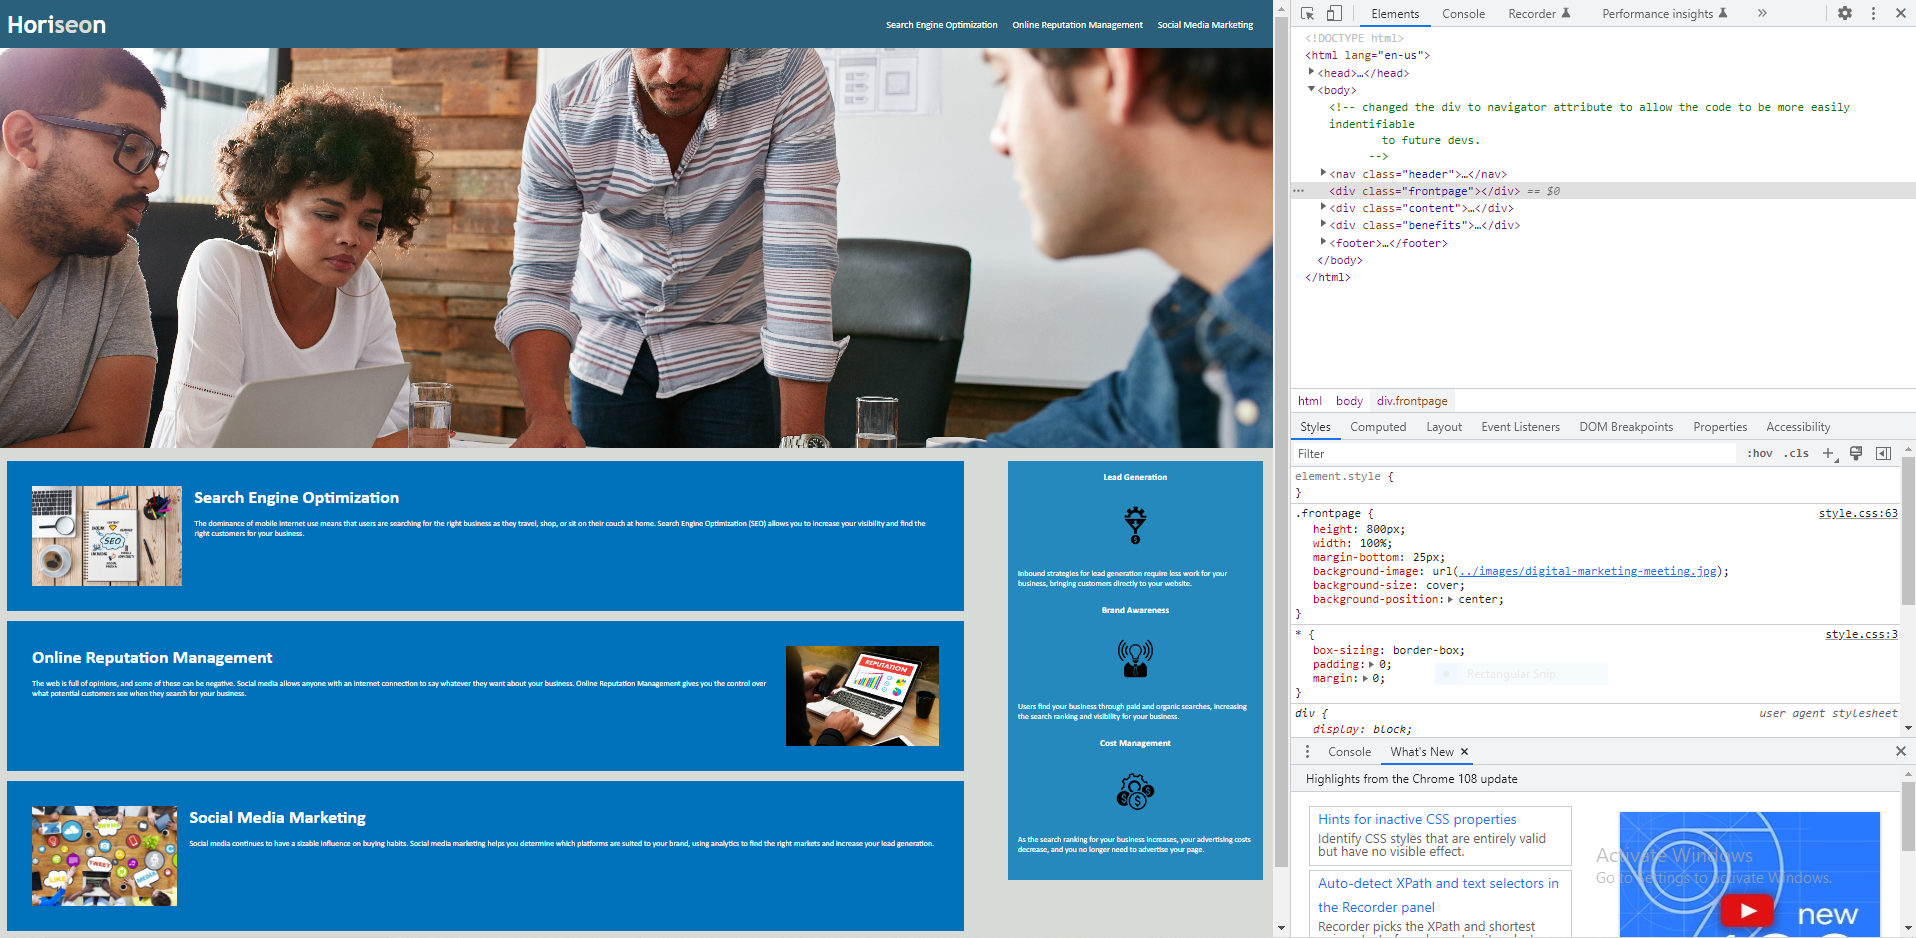 Horiseon
Search Engine Optimization Online Reputation Management Social Media Marketing
Search Engine Optimization
The dominance of mobile internet use means that users are searching for the right business as they travel, shop, or sit on their couch at home. Search Engine Optimization (SEO) allows you to increase your visibility and find the
right customers for your business.
SEO
Online Reputation Management
The web is full of opinions, and some of these can be negative. Social media allows anyone with an internet connection to say whatever they want about your business. Online Reputation Management gives you the control over
what potential customers see when they search for your business.
REPUTATION
Social Media Marketing
Social media continues to have a sizable influence on buying habits. Social media marketing helps you determine which platforms are suited to your brand, using analytics to find the right markets and increase your lead generation.
TWEET
LIKE
MEDIA
Lead Generation
Inbound strategies for lead generation require less work for your
business, bringing customers directly to your website.
Brand Awareness
Users find your business through paid and organic searches, increasing
the search ranking and visibility for your business.
Cost Management
As the search ranking for your business increases, your advertising costs
decrease, and you no longer need to advertise your page.
Elements Console Recorder Performance insights »
<!DOCTYPE html>
<html lang="en-us">
<head>…</head>
<body>
<!-- changed the div to navigator attribute to allow the code to be more easily
indentifiable
to future devs.
-->
<nav class="header">…</nav>
<div class="frontpage"></div> == $0
<div class="content">…</div>
<div class="benefits">…</div>
<footer>…</footer>
</body>
</html>
html body div.frontpage
Styles Computed Layout Event Listeners DOM Breakpoints Properties Accessibility
Filter :hov .cls +
element.style {
}
.frontpage { style.css:63
height: 800px;
width: 100%;
margin-bottom: 25px;
background-image: url(../images/digital-marketing-meeting.jpg);
background-size: cover;
background-position: center;
}
* { style.css:3
box-sizing: border-box;
padding: 0;
margin: 0;
}
Rectangular Snip
div { user agent stylesheet
display: block;
Console What's New ×
Highlights from the Chrome 108 update
Hints for inactive CSS properties
Identify CSS styles that are entirely valid
but have no visible effect.
Auto-detect XPath and text selectors in
the Recorder panel
Recorder picks the XPath and shortest
new
Activate Windows
Go to Settings to activate Windows.